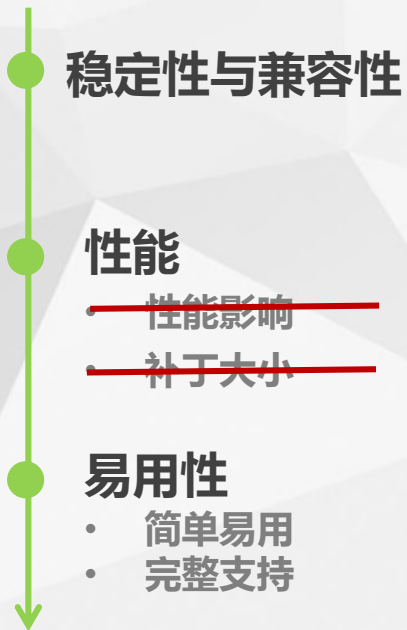 稳定性与兼容性
性能
• 性能影响
• 补丁大小
易用性
• 简单易用
• 完整支持